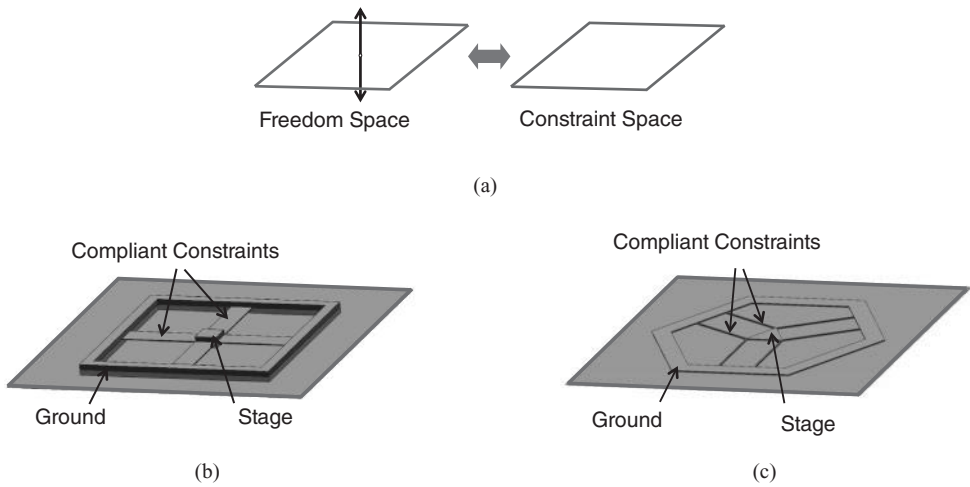 Freedom Space
Constraint Space
(a)
Compliant Constraints
Ground
Stage
(b)
Compliant Constraints
Ground
Stage
(c)